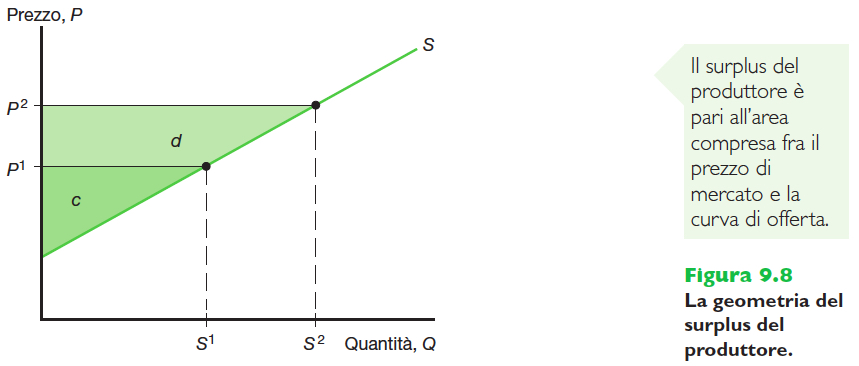 Prezzo, P
S
P²
d
P¹
c
S¹
S²
Quantità, Q
Il surplus del
produttore è
pari all’area
compresa fra il
prezzo di
mercato e la
curva di offerta.
Figura 9.8
La geometria del
surplus del
produttore.